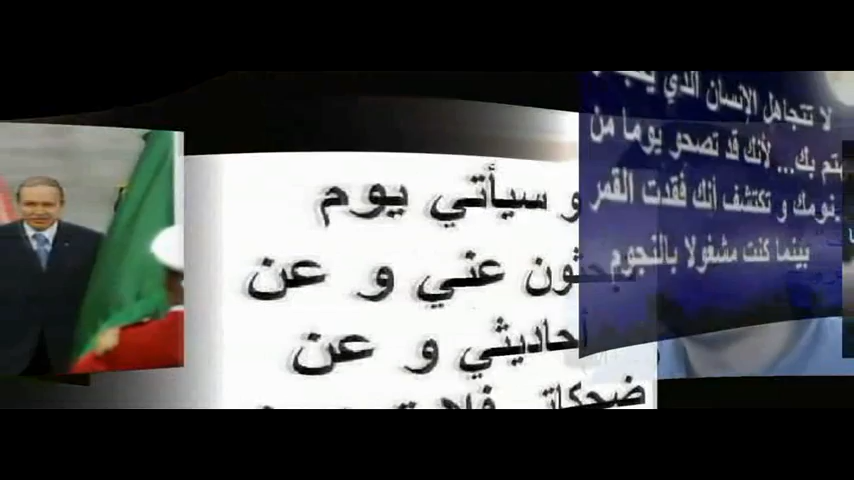 لا تتجاهل الإنسان الذي
بك... لأنك قد تصحو يوما من
نومك و تكتشف أنك فقدت القمر
بينما كنت مشغولا بالنجوم
و سيأتي يوم
عني و عن
أحاديثي و عن